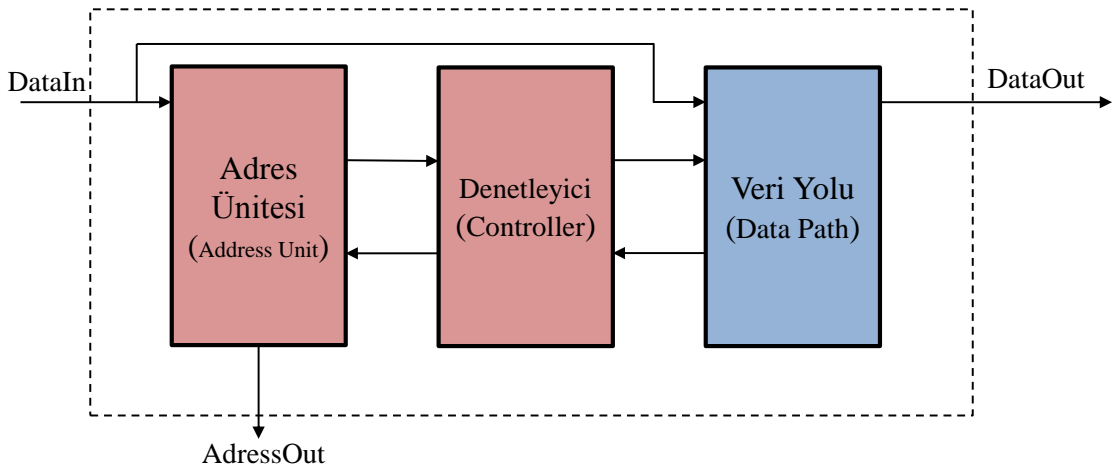 DataIn
DataOut
Adres
Ünitesi
(Address Unit)
Denetleyici
(Controller)
Veri Yolu
(Data Path)
AdressOut